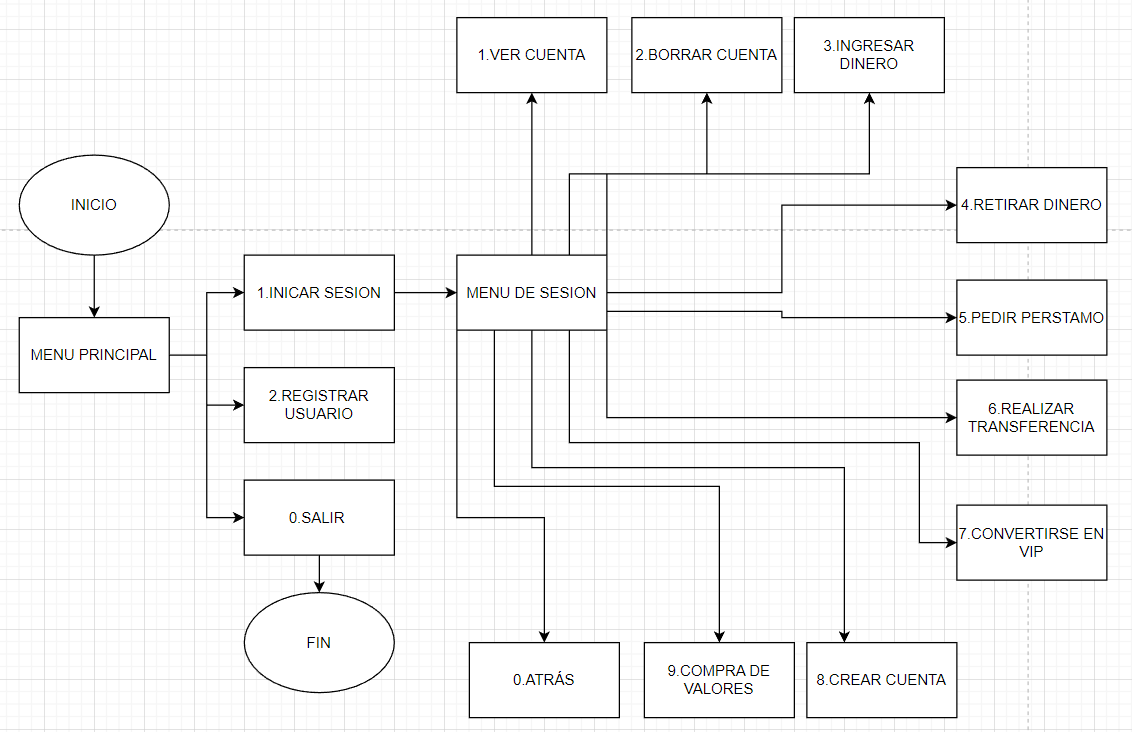 1.VER CUENTA
2.BORRAR CUENTA
3.INGRESAR
DINERO
INICIO
4.RETIRAR DINERO
1.INICAR SESION
MENU DE SESION
5.PEDIR PERSTAMO
MENU PRINCIPAL
2.REGISTRAR
USUARIO
6.REALIZAR
TRANSFERENCIA
0.SALIR
7.CONVERTIRSE EN
VIP
FIN
0.ATRÁS
9.COMPRA DE
VALORES
8.CREAR CUENTA